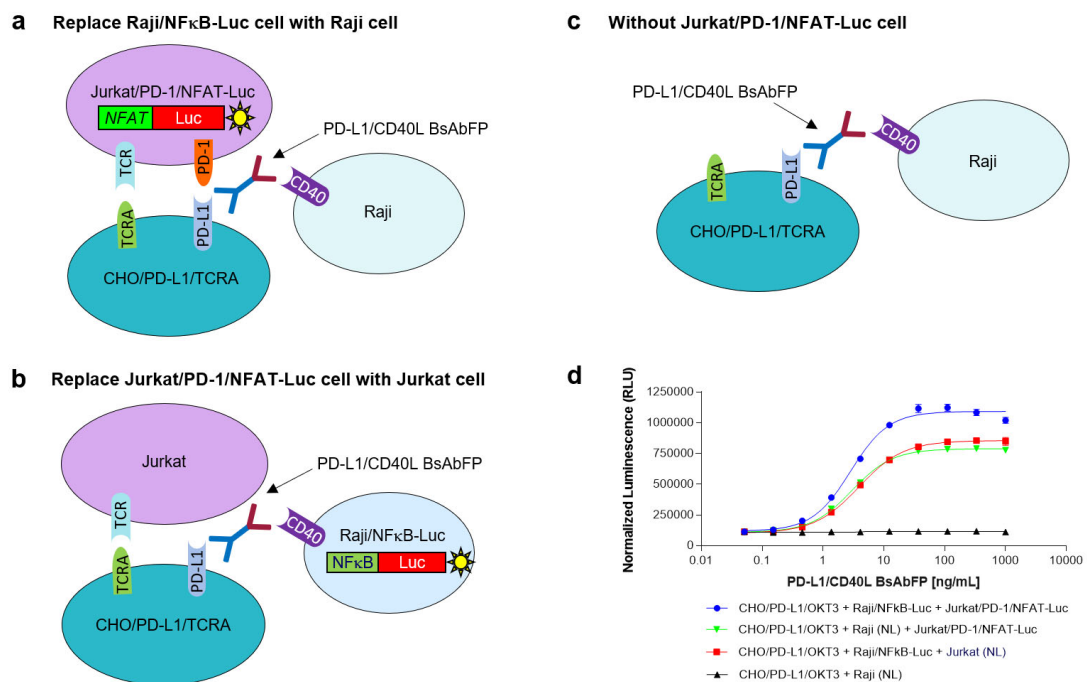 a Replace Raji/NFκB-Luc cell with Raji cell
Jurkat/PD-1/NFAT-Luc
NFAT Luc
PD-L1/CD40L BsAbFP
TCR
PD-1
CD40
Raji
TCRA
PD-L1
CHO/PD-L1/TCRA
b Replace Jurkat/PD-1/NFAT-Luc cell with Jurkat cell
Jurkat
PD-L1/CD40L BsAbFP
TCR
CD40
Raji/NFκB-Luc
NFκB Luc
TCRA
PD-L1
CHO/PD-L1/TCRA
c Without Jurkat/PD-1/NFAT-Luc cell
PD-L1/CD40L BsAbFP
CD40
Raji
TCRA
PD-L1
CHO/PD-L1/TCRA
d
Normalized Luminescence (RLU)
1250000
1000000
750000
500000
250000
0
0.01 0.1 1 10 100 1000 10000
PD-L1/CD40L BsAbFP [ng/mL]
CHO/PD-L1/OKT3 + Raji/NFkB-Luc + Jurkat/PD-1/NFAT-Luc
CHO/PD-L1/OKT3 + Raji (NL) + Jurkat/PD-1/NFAT-Luc
CHO/PD-L1/OKT3 + Raji/NFkB-Luc + Jurkat (NL)
CHO/PD-L1/OKT3 + Raji (NL)